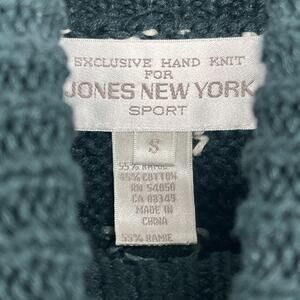 EXCLUSIVE HAND KNIT
FOR
JONES NEW YORK
SPORT
S
55% RAMIE
45% COTTON
RN 54050
CA 08345
MADE IN
CHINA
55% RAMIE